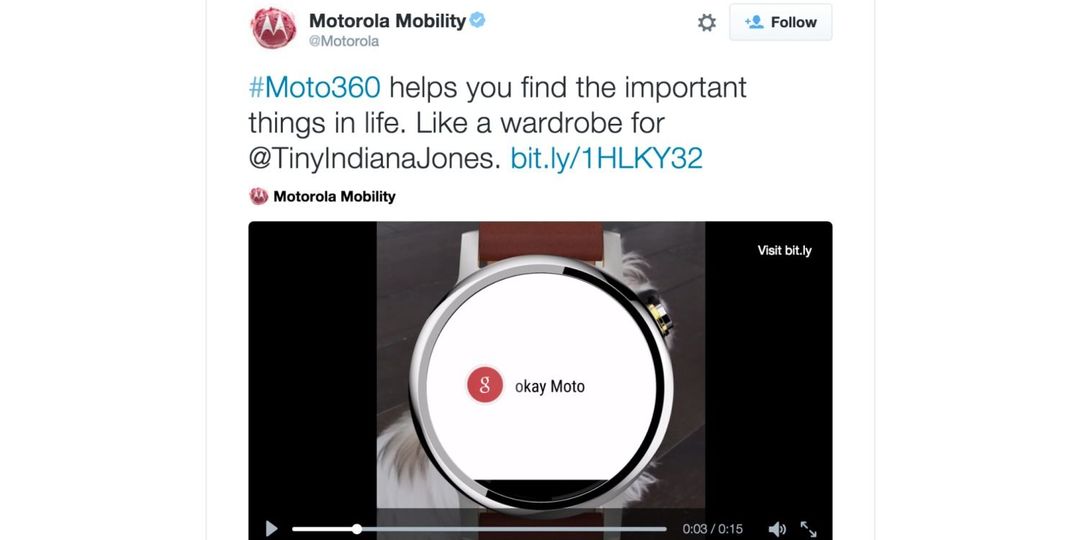 Motorola Mobility
Follow
@Motorola
#Moto360 helps you find the important
things in life. Like a wardrobe for
@TinyIndianaJones. bit.ly/1HLKY32
Motorola Mobility
Visit bit.ly
g okay Moto
0:03 / 0:15